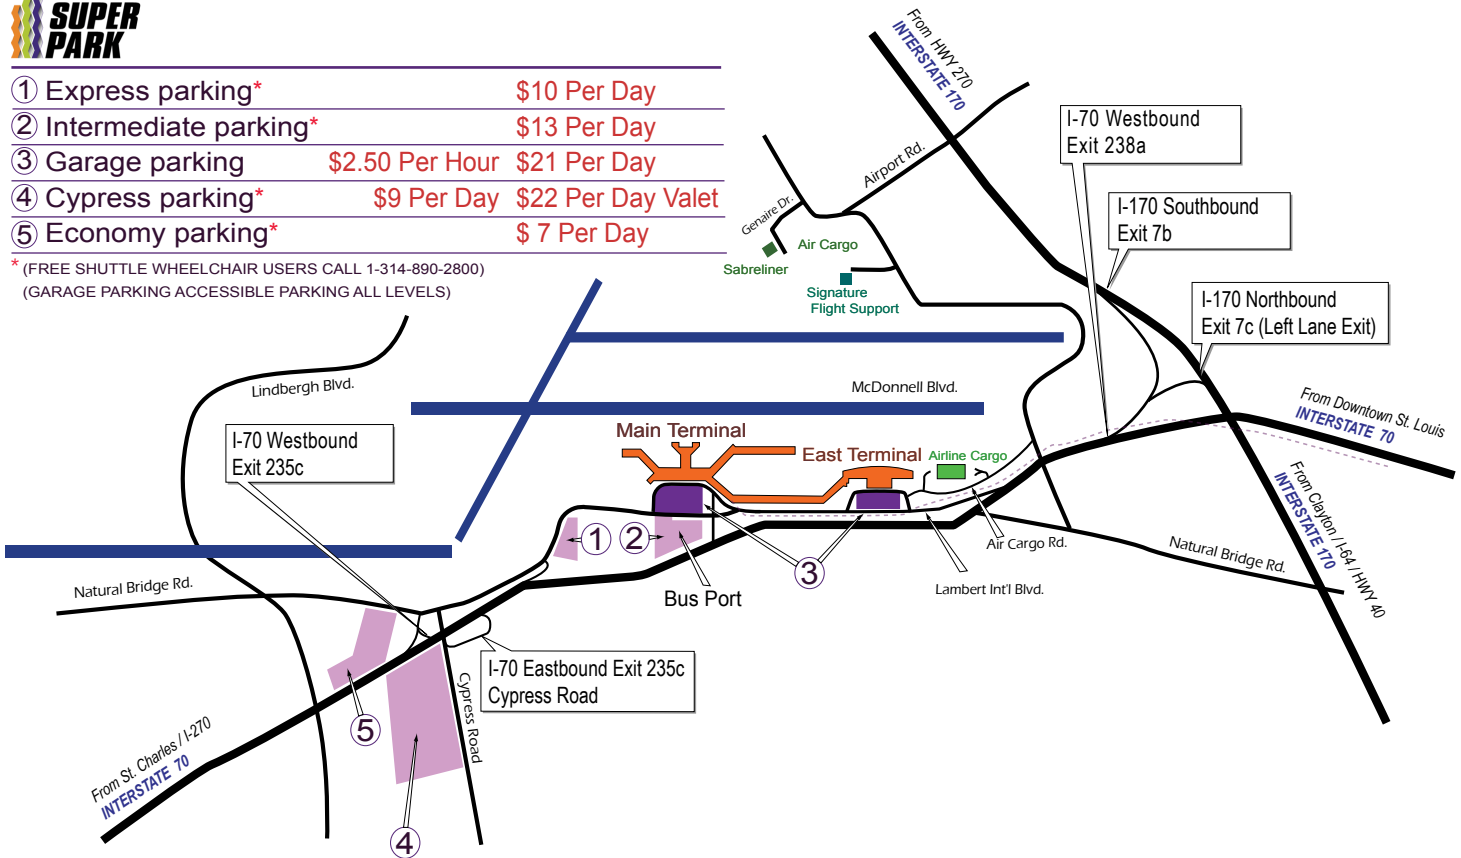 SUPER
PARK
1 Express parking* $10 Per Day
2 Intermediate parking* $13 Per Day
3 Garage parking $2.50 Per Hour $21 Per Day
4 Cypress parking* $9 Per Day $22 Per Day Valet
5 Economy parking* $ 7 Per Day
* (FREE SHUTTLE WHEELCHAIR USERS CALL 1-314-890-2800)
(GARAGE PARKING ACCESSIBLE PARKING ALL LEVELS)
From HWY 270
INTERSTATE 170
I-70 Westbound
Exit 238a
Airport Rd.
Genaire Dr.
Air Cargo
Sabreliner
Signature
Flight Support
I-170 Southbound
Exit 7b
I-170 Northbound
Exit 7c (Left Lane Exit)
Lindbergh Blvd.
McDonnell Blvd.
From Downtown St. Louis
INTERSTATE 70
I-70 Westbound
Exit 235c
Main Terminal
East Terminal
Airline Cargo
From Clayton / I-64 / HWY 40
INTERSTATE 170
1
2
3
Air Cargo Rd.
Natural Bridge Rd.
Natural Bridge Rd.
Lambert Int'l Blvd.
Bus Port
I-70 Eastbound Exit 235c
Cypress Road
Cypress Road
5
From St. Charles / I-270
INTERSTATE 70
4